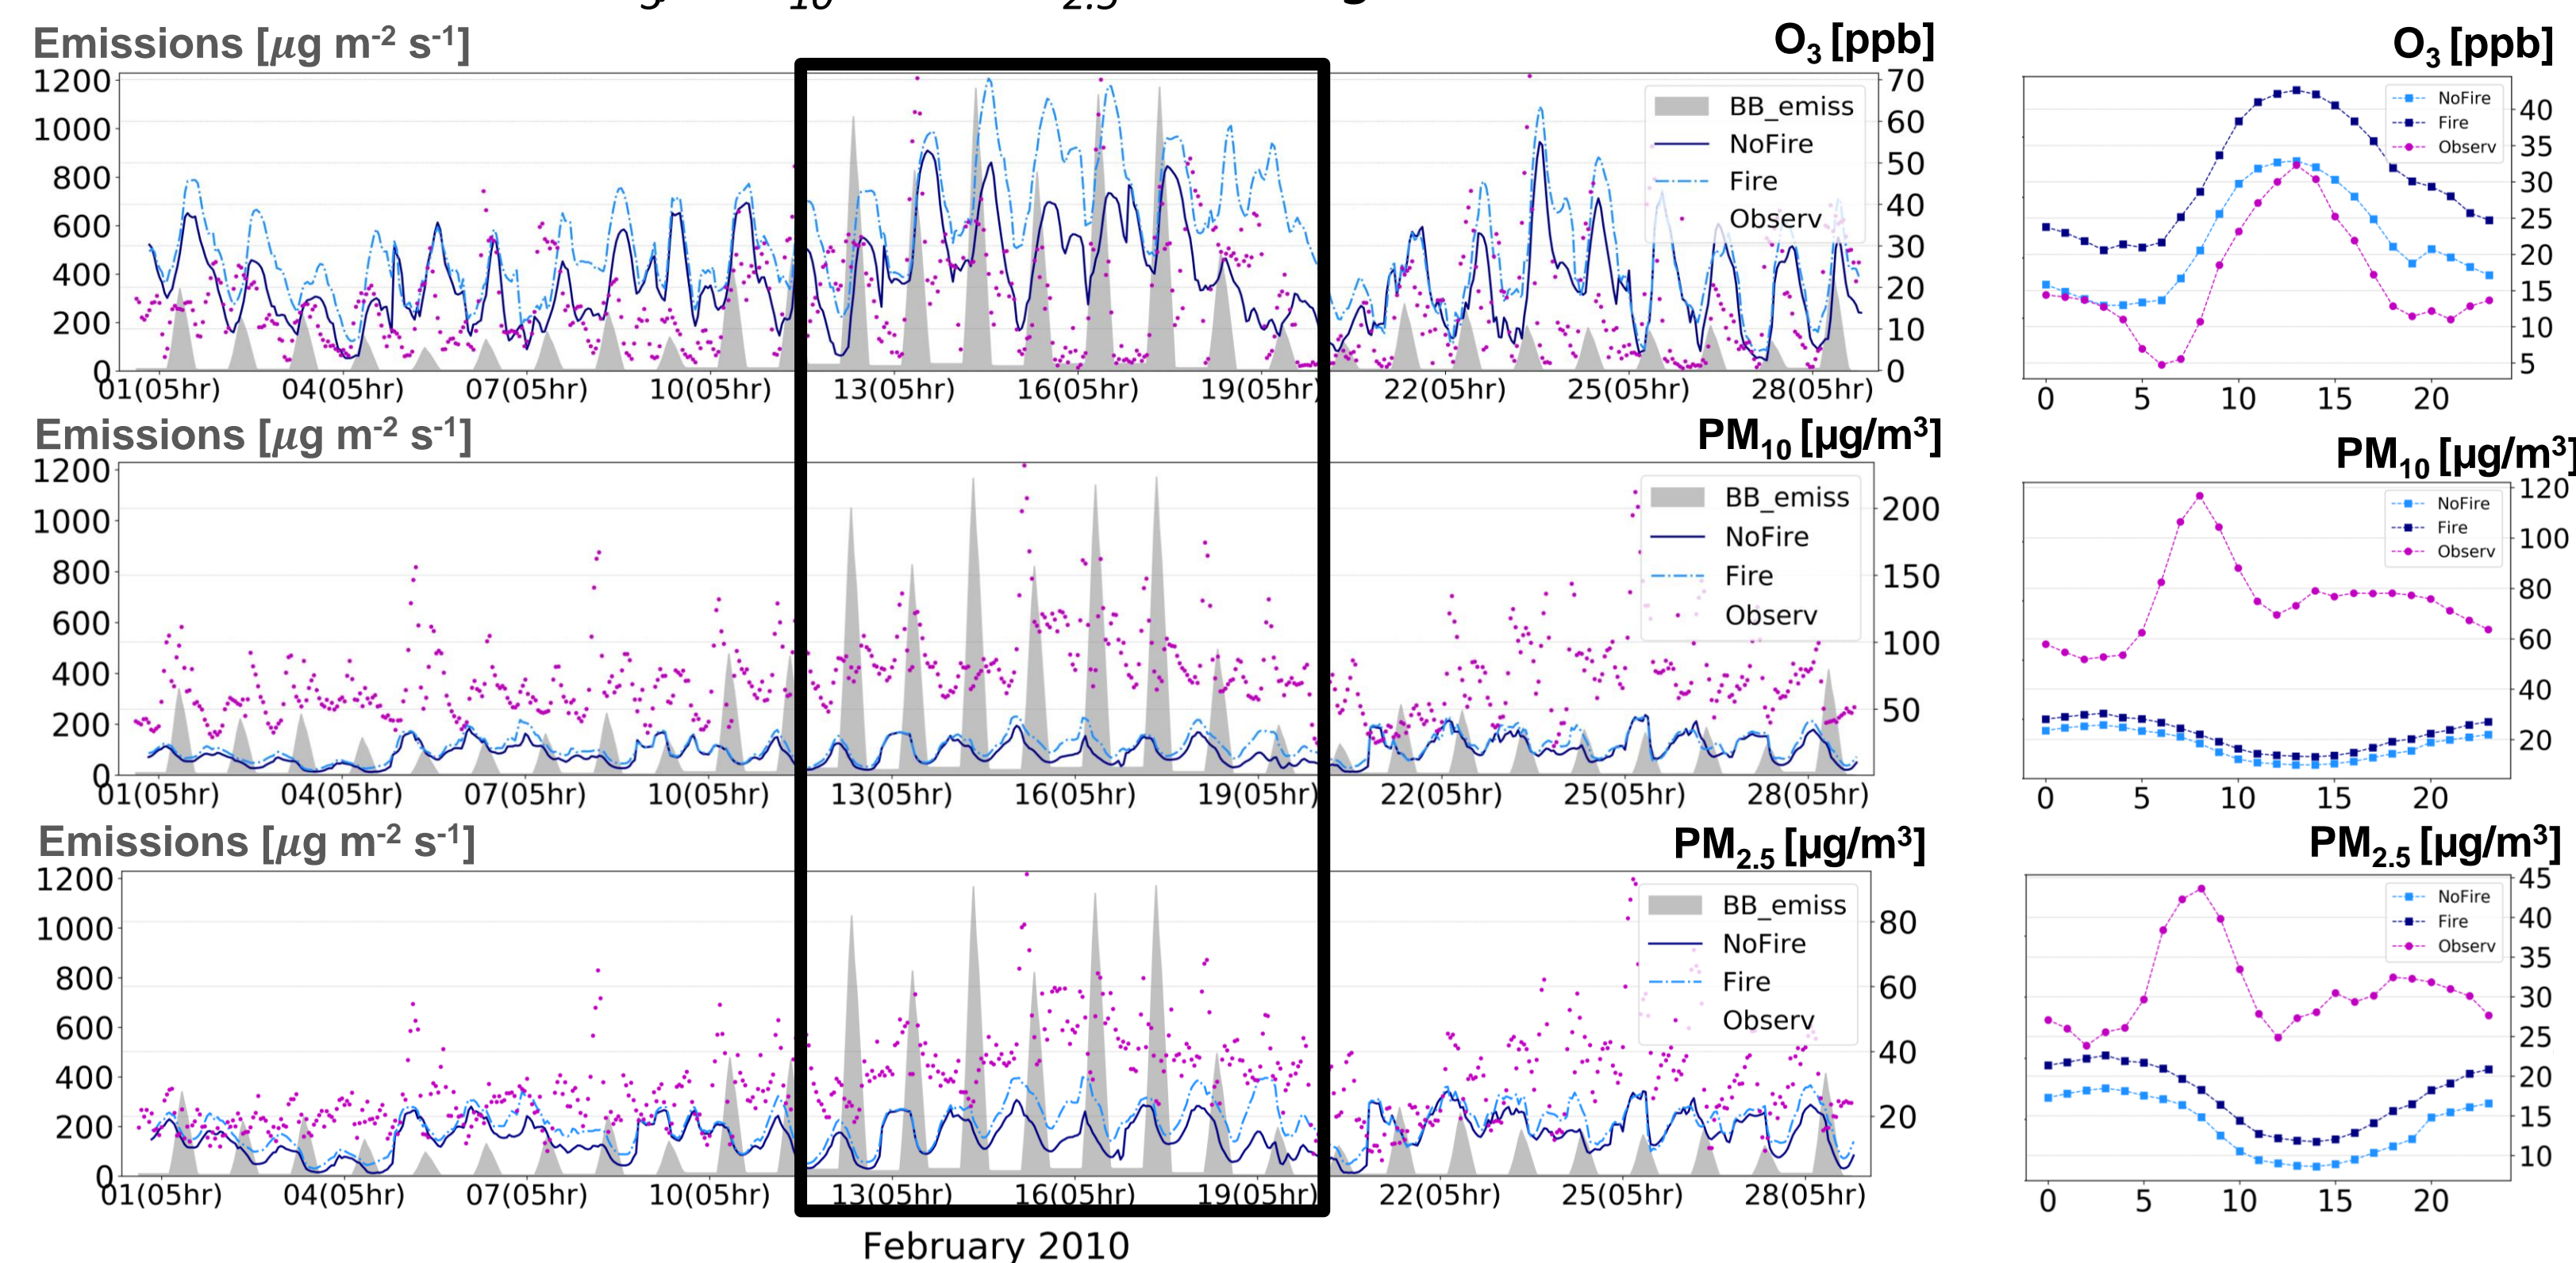 Emissions [μg m-2 s-1]
O3 [ppb]
1200
1000
800
600
400
200
0
70
60
50
40
30
20
10
0
BB_emiss
NoFire
Fire
Observ
01(05hr) 04(05hr) 07(05hr) 10(05hr) 13(05hr) 16(05hr) 19(05hr) 22(05hr) 25(05hr) 28(05hr)
O3 [ppb]
NoFire
Fire
Observ
40
35
30
25
20
15
10
5
0 5 10 15 20
Emissions [μg m-2 s-1]
PM10 [µg/m3]
1200
1000
800
600
400
200
0
200
150
100
50
BB_emiss
NoFire
Fire
Observ
01(05hr) 04(05hr) 07(05hr) 10(05hr) 13(05hr) 16(05hr) 19(05hr) 22(05hr) 25(05hr) 28(05hr)
PM10 [µg/m3]
NoFire
Fire
Observ
120
100
80
60
40
20
0 5 10 15 20
Emissions [μg m-2 s-1]
PM2.5 [µg/m3]
1200
1000
800
600
400
200
0
80
60
40
20
BB_emiss
NoFire
Fire
Observ
01(05hr) 04(05hr) 07(05hr) 10(05hr) 13(05hr) 16(05hr) 19(05hr) 22(05hr) 25(05hr) 28(05hr)
February 2010
PM2.5 [µg/m3]
NoFire
Fire
Observ
45
40
35
30
25
20
15
10
0 5 10 15 20